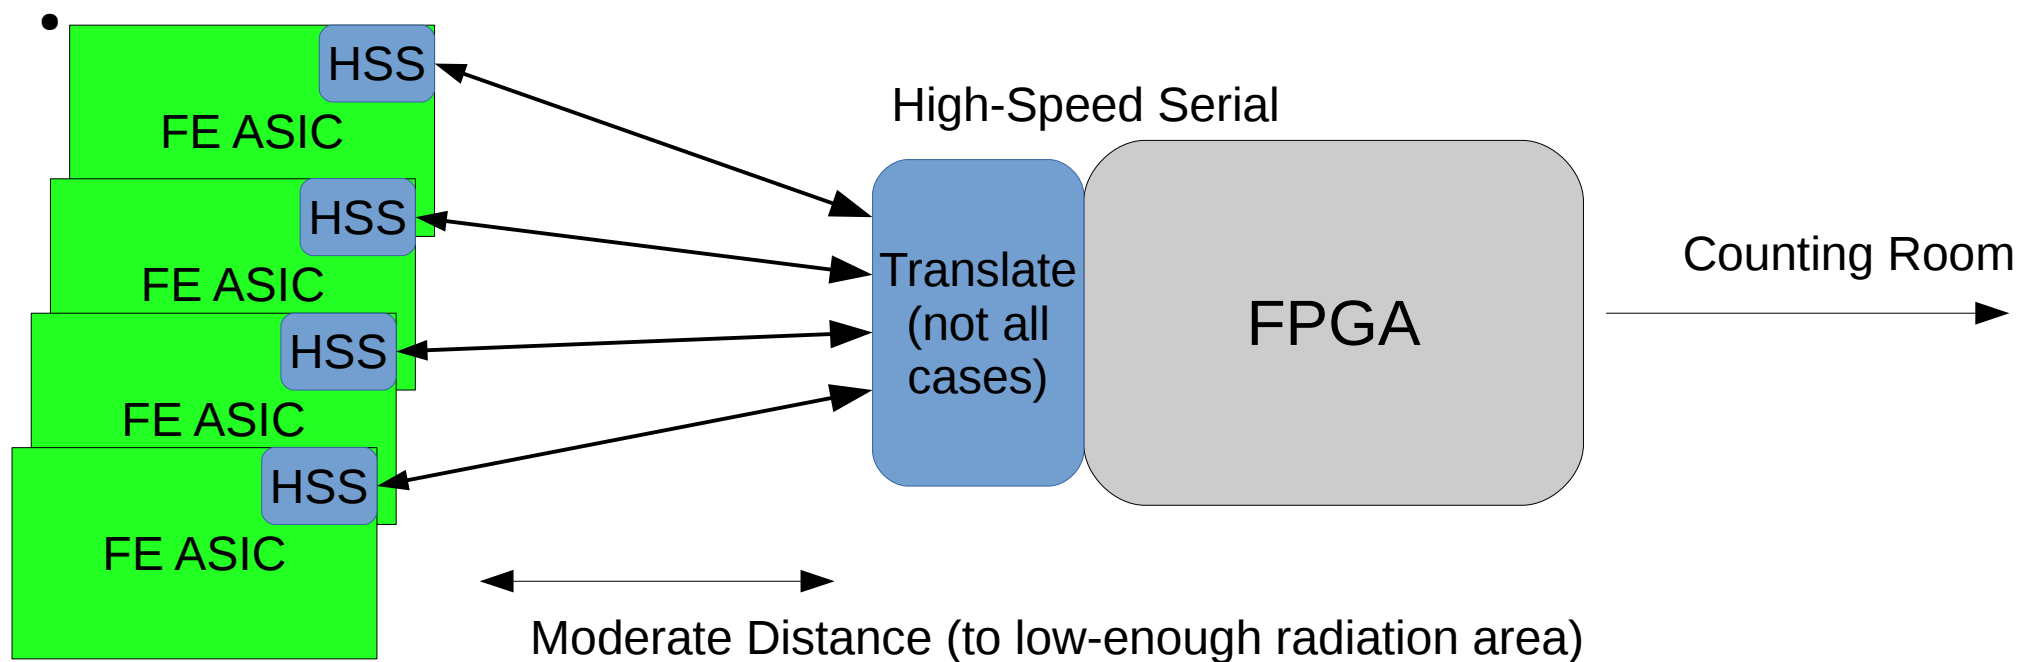 •
HSS
FE ASIC
HSS
FE ASIC
HSS
FE ASIC
HSS
FE ASIC
High-Speed Serial
Translate
(not all
cases)
FPGA
Counting Room
Moderate Distance (to low-enough radiation area)